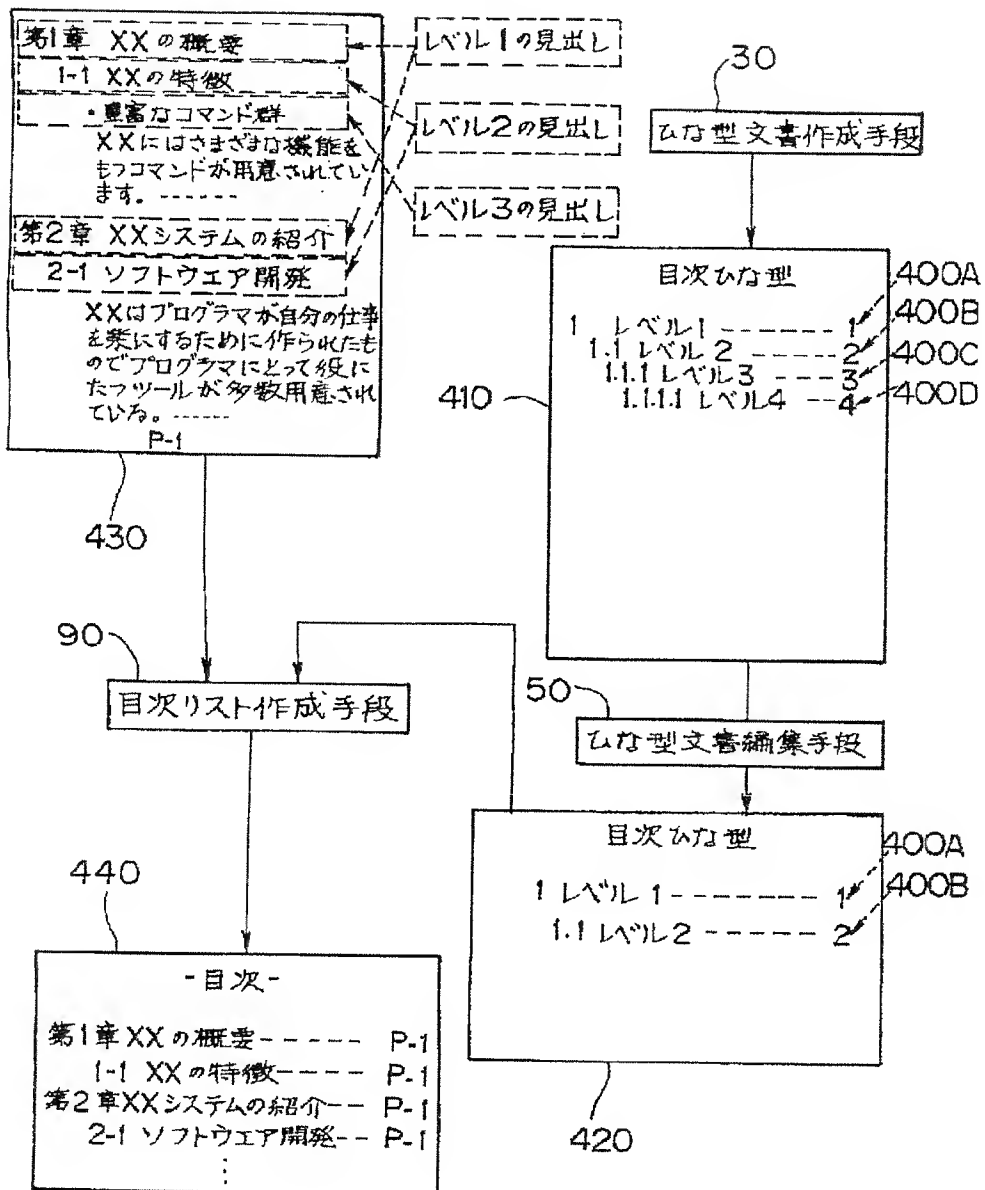 第1章 XXの概要
1-1 XXの特徴
・豊富なコマンド群
XXにはさまざまな機能を
もつコマンドが用意されてい
ます。------
第2章 XXシステムの紹介
2-1 ソフトウエア開発
XXはプログラマが自分の仕事
を楽にするために作られたも
のでプログラマにとって役に
たつツールが多数用意され
ている。------
P-1
430
レベル1の見出し
レベル2の見出し
レベル3の見出し
30
ひな型文書作成手段
目次ひな型
1 レベル1------1
1.1 レベル2-----2
1.1.1 レベル3----3
1.1.1.1 レベル4--4
400A
400B
400C
400D
410
90
目次リスト作成手段
50
ひな型文書編集手段
目次ひな型
1 レベル1-------1
1.1 レベル2-----2
400A
400B
420
440
-目次-
第1章XXの概要----- P-1
1-1 XXの特徴---- P-1
第2章XXシステムの紹介-- P-1
2-1 ソフトウエア開発-- P-1
⋮